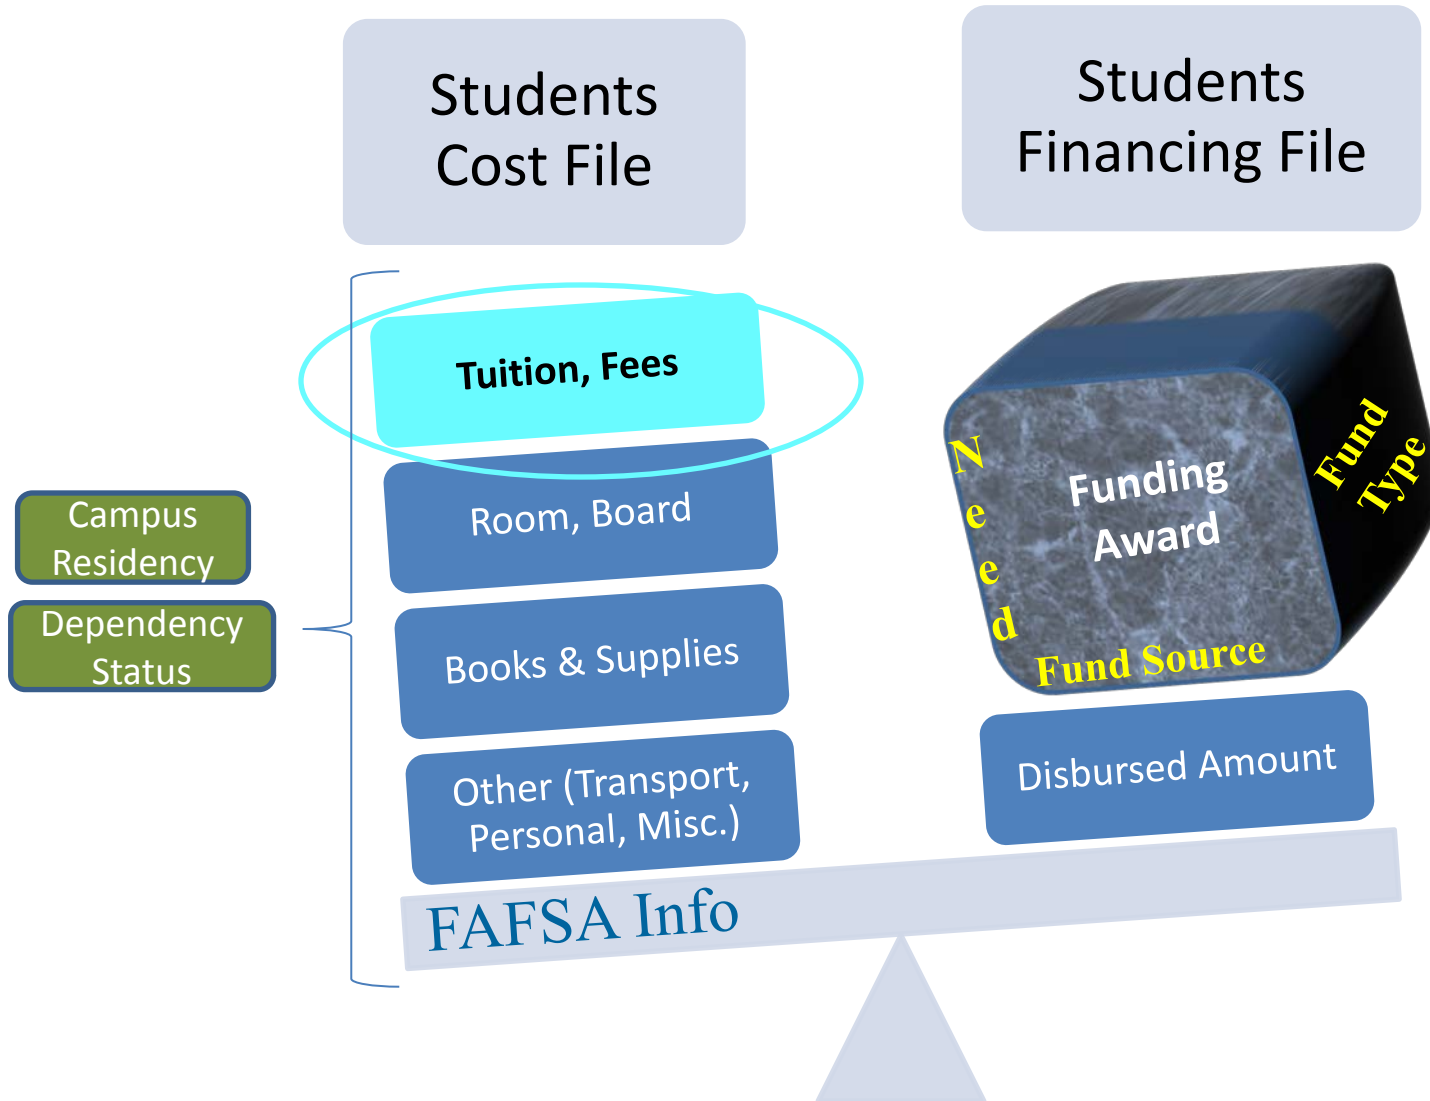 Students
Cost File
Students
Financing File
Tuition, Fees
Room, Board
Books & Supplies
Other (Transport,
Personal, Misc.)
FAFSA Info
Campus
Residency
Dependency
Status
Need
Funding
Award
Fund Source
Fund
Type
Disbursed Amount